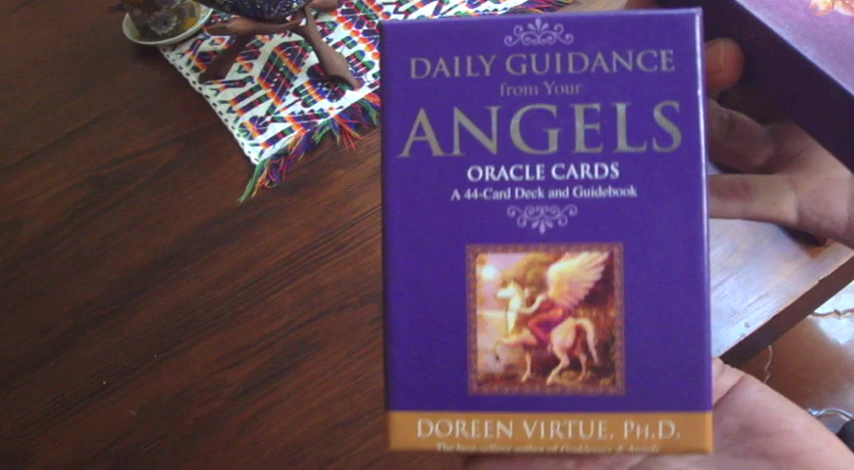 DAILY GUIDANCE
from Your
ANGELS
ORACLE CARDS
A 44-Card Deck and Guidebook
DOREEN VIRTUE, PH.D.
The best-selling author of & Angels